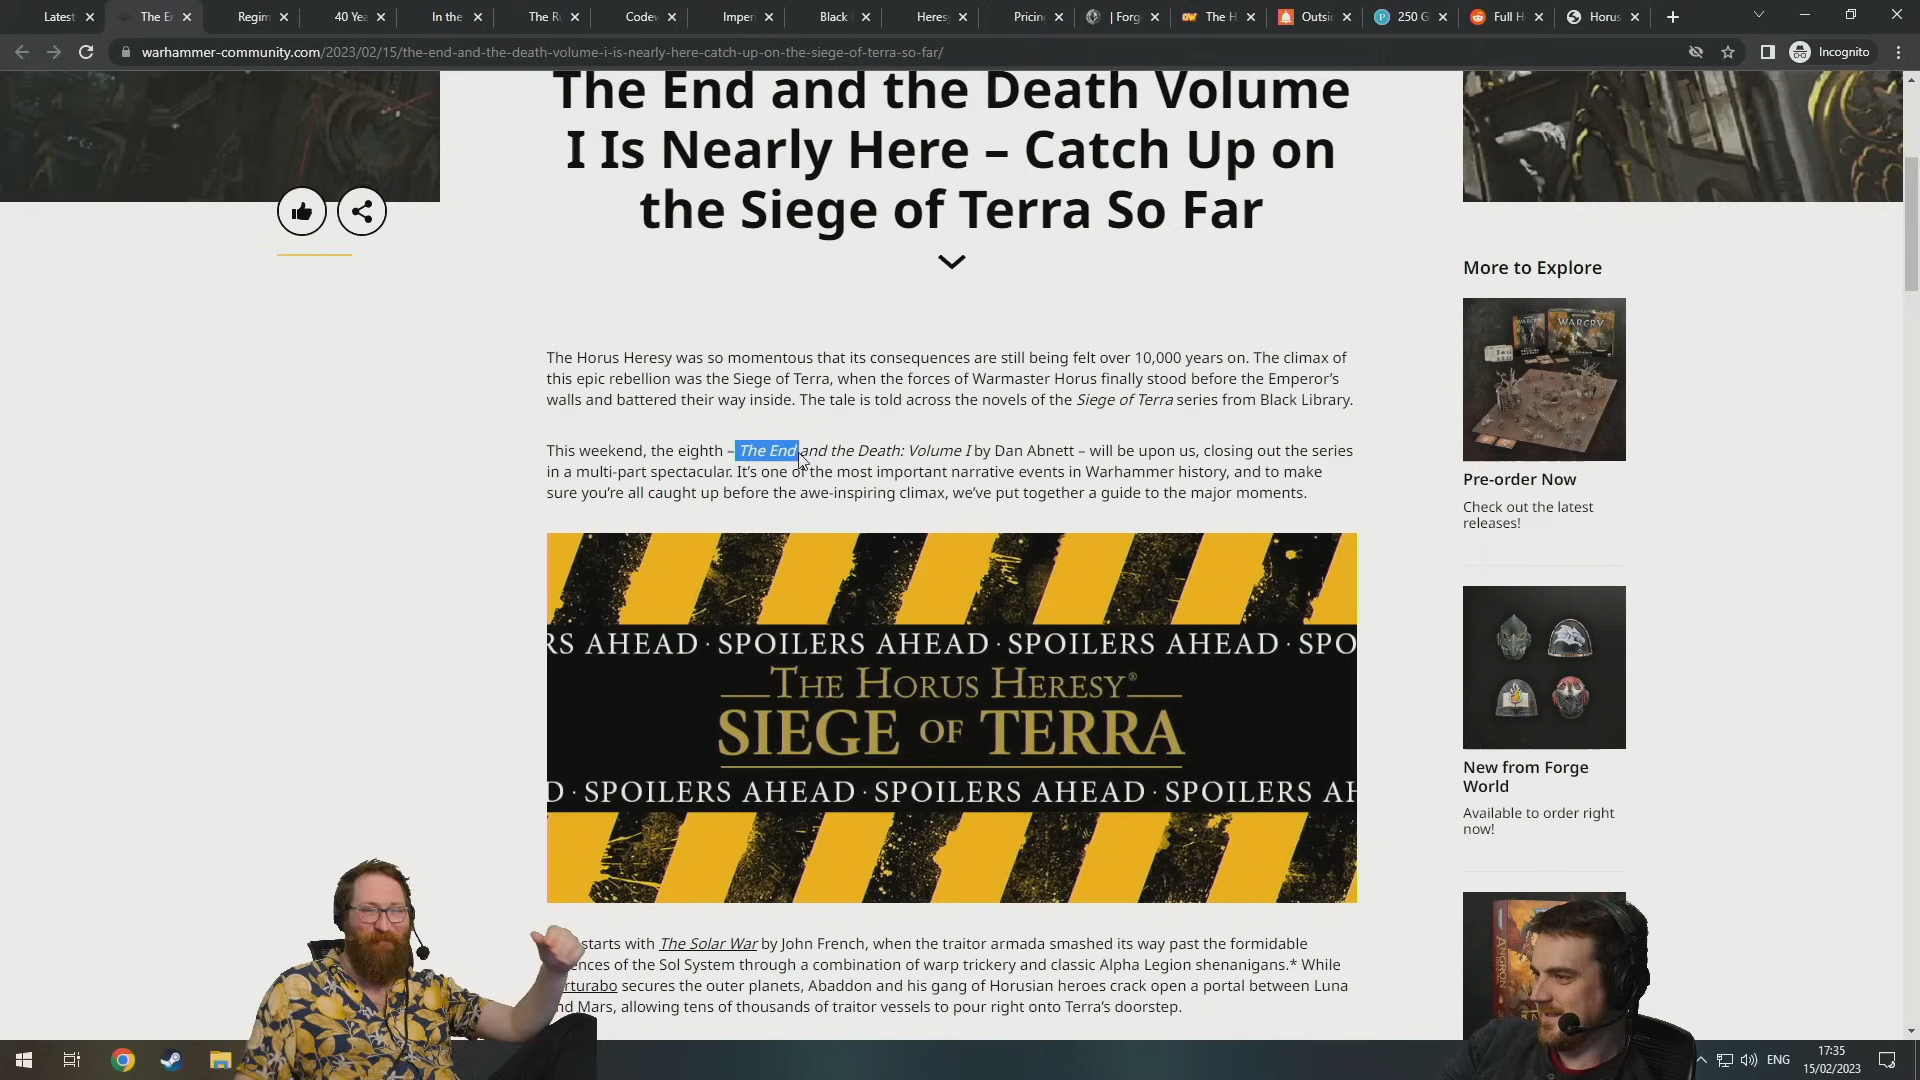 Latest
The Er
Regim
40 Yea
In the
The Ru
Codex
Imperi
Black
Heresy
Pricing
| Forg
The H
Outsid
250 G
Full H
Horus
warhammer-community.com/2023/02/15/the-end-and-the-death-volume-i-is-nearly-here-catch-up-on-the-siege-of-terra-so-far/
Incognito
The End and the Death Volume
I Is Nearly Here – Catch Up on
the Siege of Terra So Far
The Horus Heresy was so momentous that its consequences are still being felt over 10,000 years on. The climax of
this epic rebellion was the Siege of Terra, when the forces of Warmaster Horus finally stood before the Emperor's
walls and battered their way inside. The tale is told across the novels of the Siege of Terra series from Black Library.
This weekend, the eighth – The End and the Death: Volume I by Dan Abnett – will be upon us, closing out the series
in a multi-part spectacular. It's one of the most important narrative events in Warhammer history, and to make
sure you're all caught up before the awe-inspiring climax, we've put together a guide to the major moments.
RS AHEAD · SPOILERS AHEAD · SPOILERS AHEAD · SPO
THE HORUS HERESY®
SIEGE OF TERRA
D · SPOILERS AHEAD · SPOILERS AHEAD · SPOILERS AH
starts with The Solar War by John French, when the traitor armada smashed its way past the formidable
ences of the Sol System through a combination of warp trickery and classic Alpha Legion shenanigans.* While
rturabo secures the outer planets, Abaddon and his gang of Horusian heroes crack open a portal between Luna
nd Mars, allowing tens of thousands of traitor vessels to pour right onto Terra's doorstep.
More to Explore
WARCRY
WARCRY
Pre-order Now
Check out the latest
releases!
New from Forge
World
Available to order right
now!
ANGRON
ENG
17:35
15/02/2023